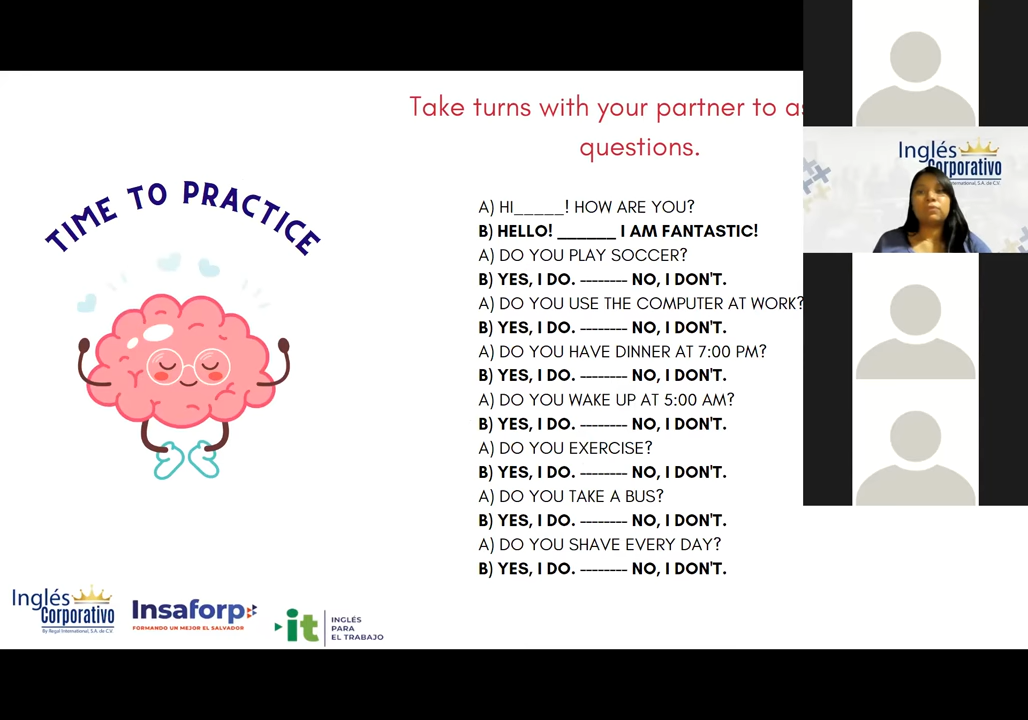 Take turns with your partner to
questions.
TIME TO PRACTICE
A) HI_____! HOW ARE YOU?
B) HELLO! ______ I AM FANTASTIC!
A) DO YOU PLAY SOCCER?
B) YES, I DO. -------- NO, I DON'T.
A) DO YOU USE THE COMPUTER AT WORK?
B) YES, I DO. -------- NO, I DON'T.
A) DO YOU HAVE DINNER AT 7:00 PM?
B) YES, I DO. -------- NO, I DON'T.
A) DO YOU WAKE UP AT 5:00 AM?
B) YES, I DO. -------- NO, I DON'T.
A) DO YOU EXERCISE?
B) YES, I DO. -------- NO, I DON'T.
A) DO YOU TAKE A BUS?
B) YES, I DO. -------- NO, I DON'T.
A) DO YOU SHAVE EVERY DAY?
B) YES, I DO. -------- NO, I DON'T.
Inglés
Corporativo
International, S.A. de C.V.
Inglés
Corporativo
By Regal International, S.A. de C.V.
Insaforp
FORMANDO UN MEJOR EL SALVADOR
it
INGLÉS
PARA
EL TRABAJO